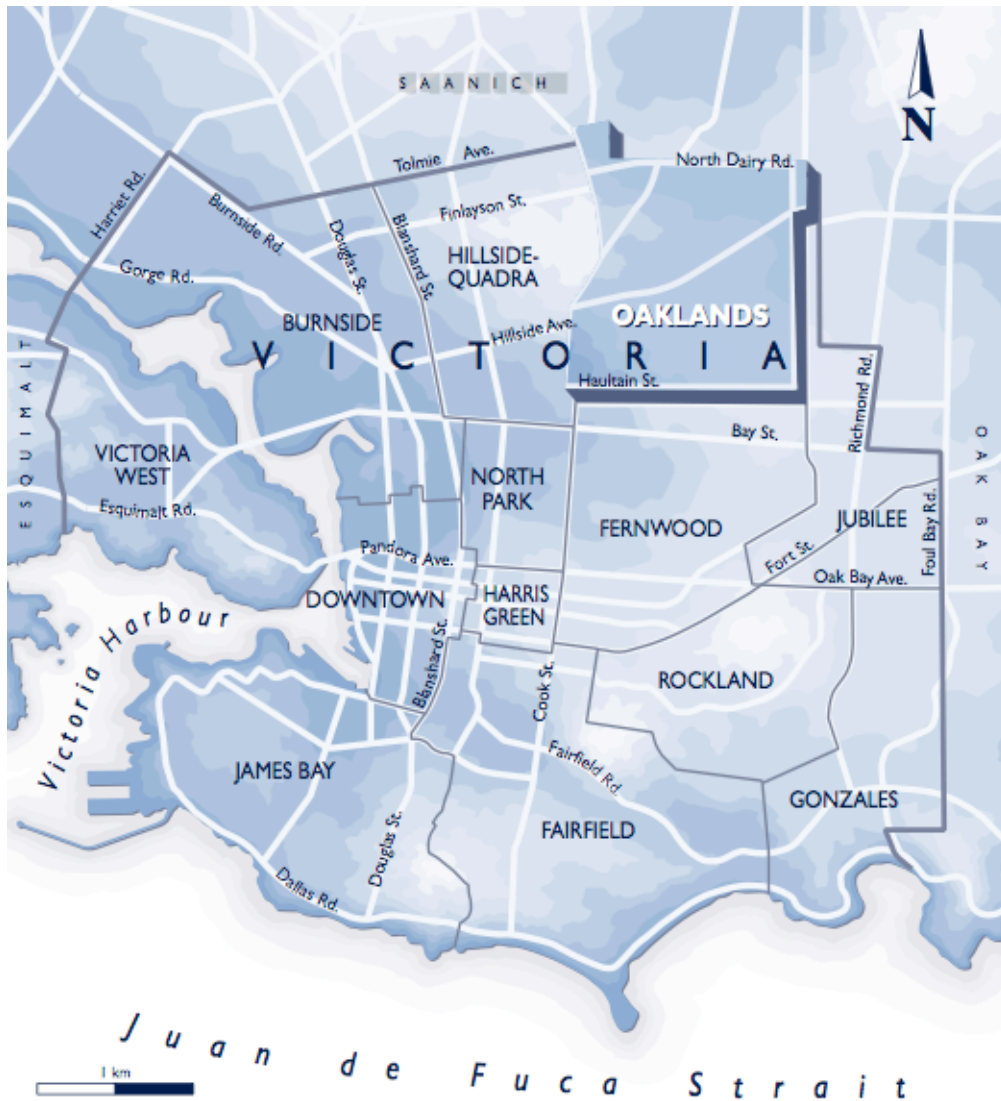 SAANICH
N
Tolmie Ave.
North Dairy Rd.
Harriet Rd.
Burnside Rd.
Finlayson St.
Douglas St.
Blanshard St.
HILLSIDE-
QUADRA
Gorge Rd.
BURNSIDE
OAKLANDS
Hillside Ave.
VICTORIA
Haultain St.
ESQUIMALT
Richmond Rd.
Bay St.
OAK BAY
VICTORIA
WEST
NORTH
PARK
Esquimalt Rd.
FERNWOOD
JUBILEE
Foul Bay Rd.
Pandora Ave.
Fort St.
Oak Bay Ave.
DOWNTOWN
HARRIS
GREEN
Victoria Harbour
Blanshard St.
Cook St.
ROCKLAND
JAMES BAY
Fairfield Rd.
GONZALES
FAIRFIELD
Douglas St.
Dallas Rd.
Juan de Fuca Strait
1 km